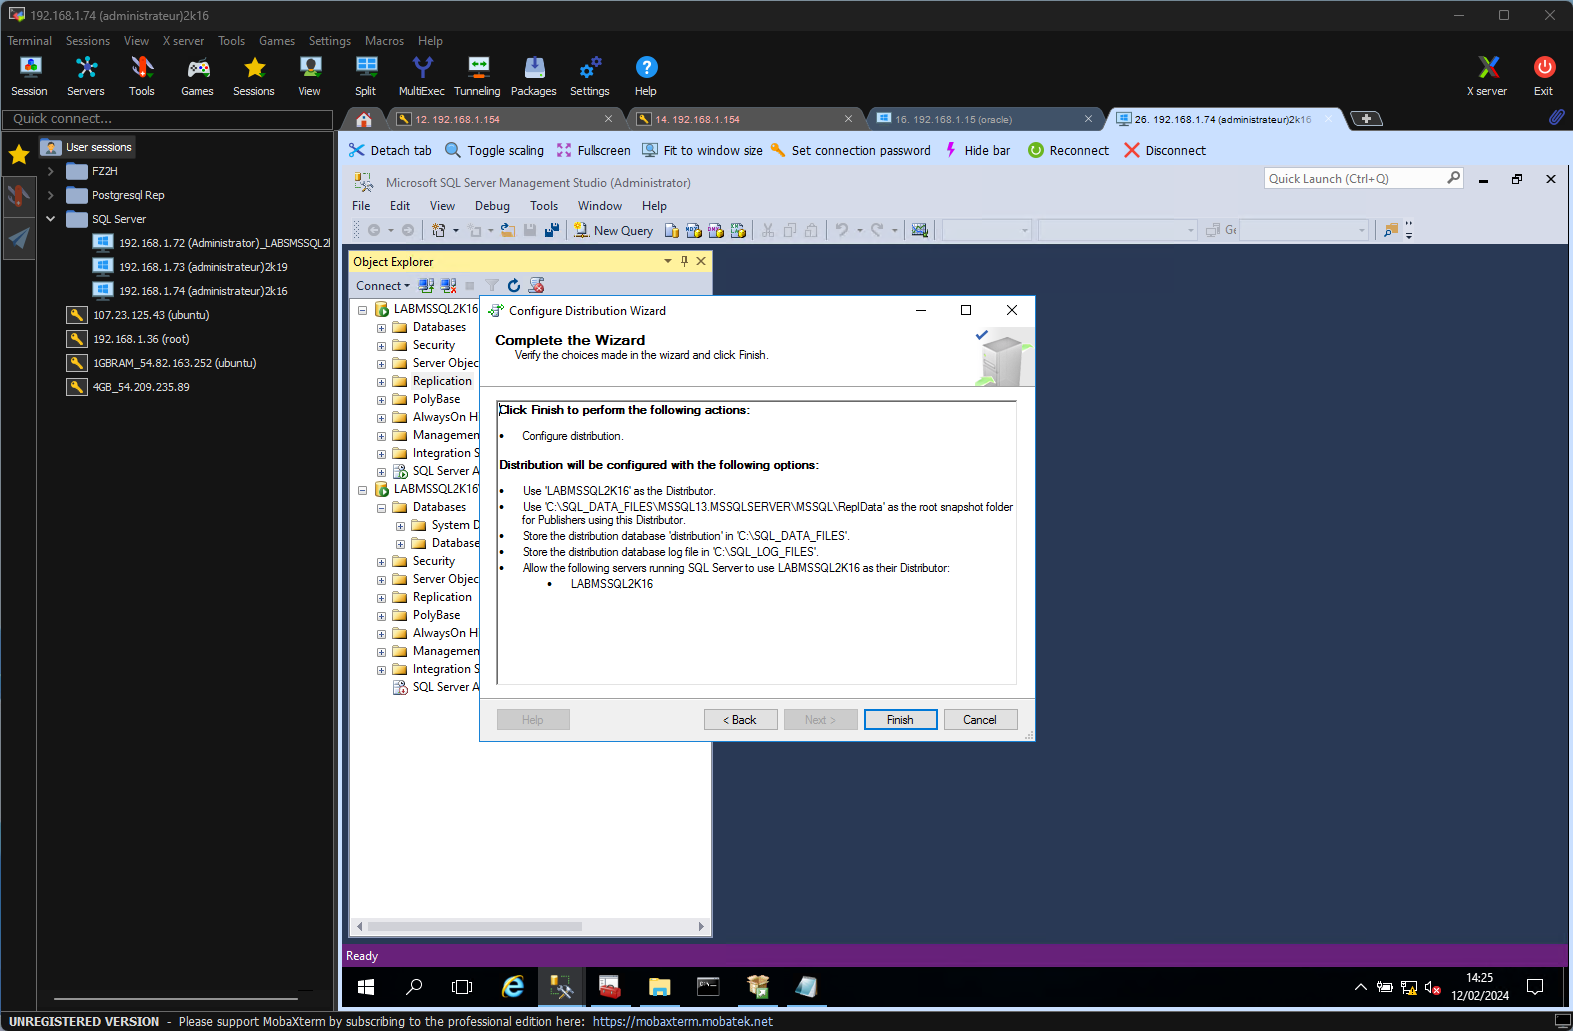 192.168.1.74 (administrateur)2k16
Terminal Sessions View X server Tools Games Settings Macros Help
Session Servers Tools Games Sessions View Split MultiExec Tunneling Packages Settings Help X server Exit
Quick connect...
12. 192.168.1.154
14. 192.168.1.154
16. 192.168.1.15 (oracle)
26. 192.168.1.74 (administrateur)2k16
User sessions
FZ2H
Postgresql Rep
SQL Server
192.168.1.72 (Administrator)_LABSMSSQL2
192.168.1.73 (administrateur)2k19
192.168.1.74 (administrateur)2k16
107.23.125.43 (ubuntu)
192.168.1.36 (root)
1GBRAM_54.82.163.252 (ubuntu)
4GB_54.209.235.89
Detach tab Toggle scaling Fullscreen Fit to window size Set connection password Hide bar Reconnect Disconnect
Microsoft SQL Server Management Studio (Administrator)
Quick Launch (Ctrl+Q)
File Edit View Debug Tools Window Help
New Query
Object Explorer
Connect
LABMSSQL2K16
Databases
Security
Server Objec
Replication
PolyBase
AlwaysOn H
Managemen
Integration S
SQL Server A
LABMSSQL2K16
Databases
System D
Database
Security
Server Objec
Replication
PolyBase
AlwaysOn H
Managemen
Integration S
SQL Server A
Configure Distribution Wizard
Complete the Wizard
Verify the choices made in the wizard and click Finish.
Click Finish to perform the following actions:
• Configure distribution.
Distribution will be configured with the following options:
• Use 'LABMSSQL2K16' as the Distributor.
• Use 'C:\SQL_DATA_FILES\MSSQL13.MSSQLSERVER\MSSQL\ReplData' as the root snapshot folder
for Publishers using this Distributor.
• Store the distribution database 'distribution' in 'C:\SQL_DATA_FILES'.
• Store the distribution database log file in 'C:\SQL_LOG_FILES'.
• Allow the following servers running SQL Server to use LABMSSQL2K16 as their Distributor:
• LABMSSQL2K16
Help < Back Next > Finish Cancel
Ready
14:25
12/02/2024
UNREGISTERED VERSION - Please support MobaXterm by subscribing to the professional edition here: https://mobaxterm.mobatek.net